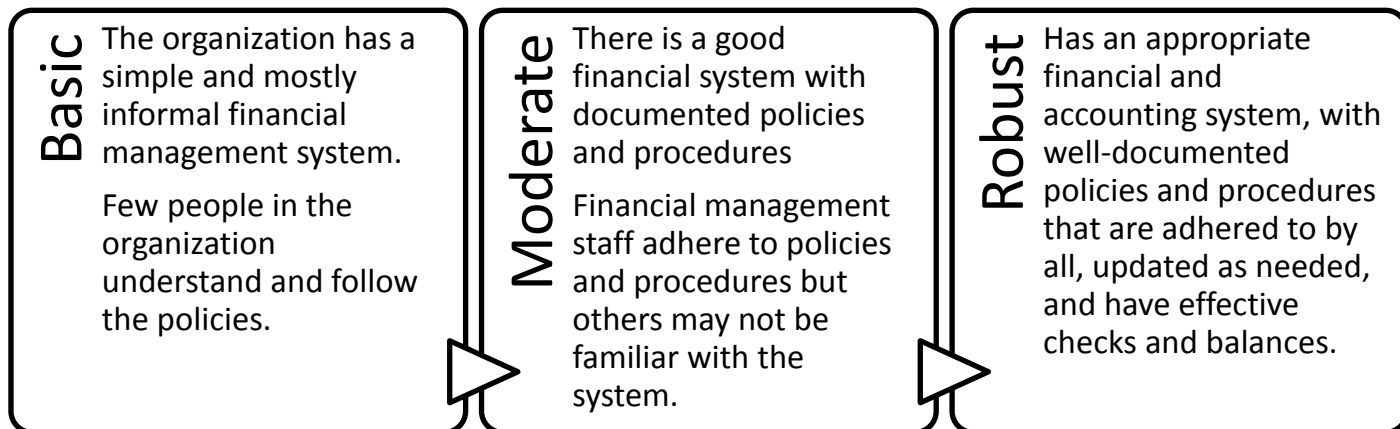 Basic
The organization has a
simple and mostly
informal financial
management system.
Few people in the
organization
understand and follow
the policies.
Moderate
There is a good
financial system with
documented policies
and procedures
Financial management
staff adhere to policies
and procedures but
others may not be
familiar with the
system.
Robust
Has an appropriate
financial and
accounting system, with
well-documented
policies and procedures
that are adhered to by
all, updated as needed,
and have effective
checks and balances.